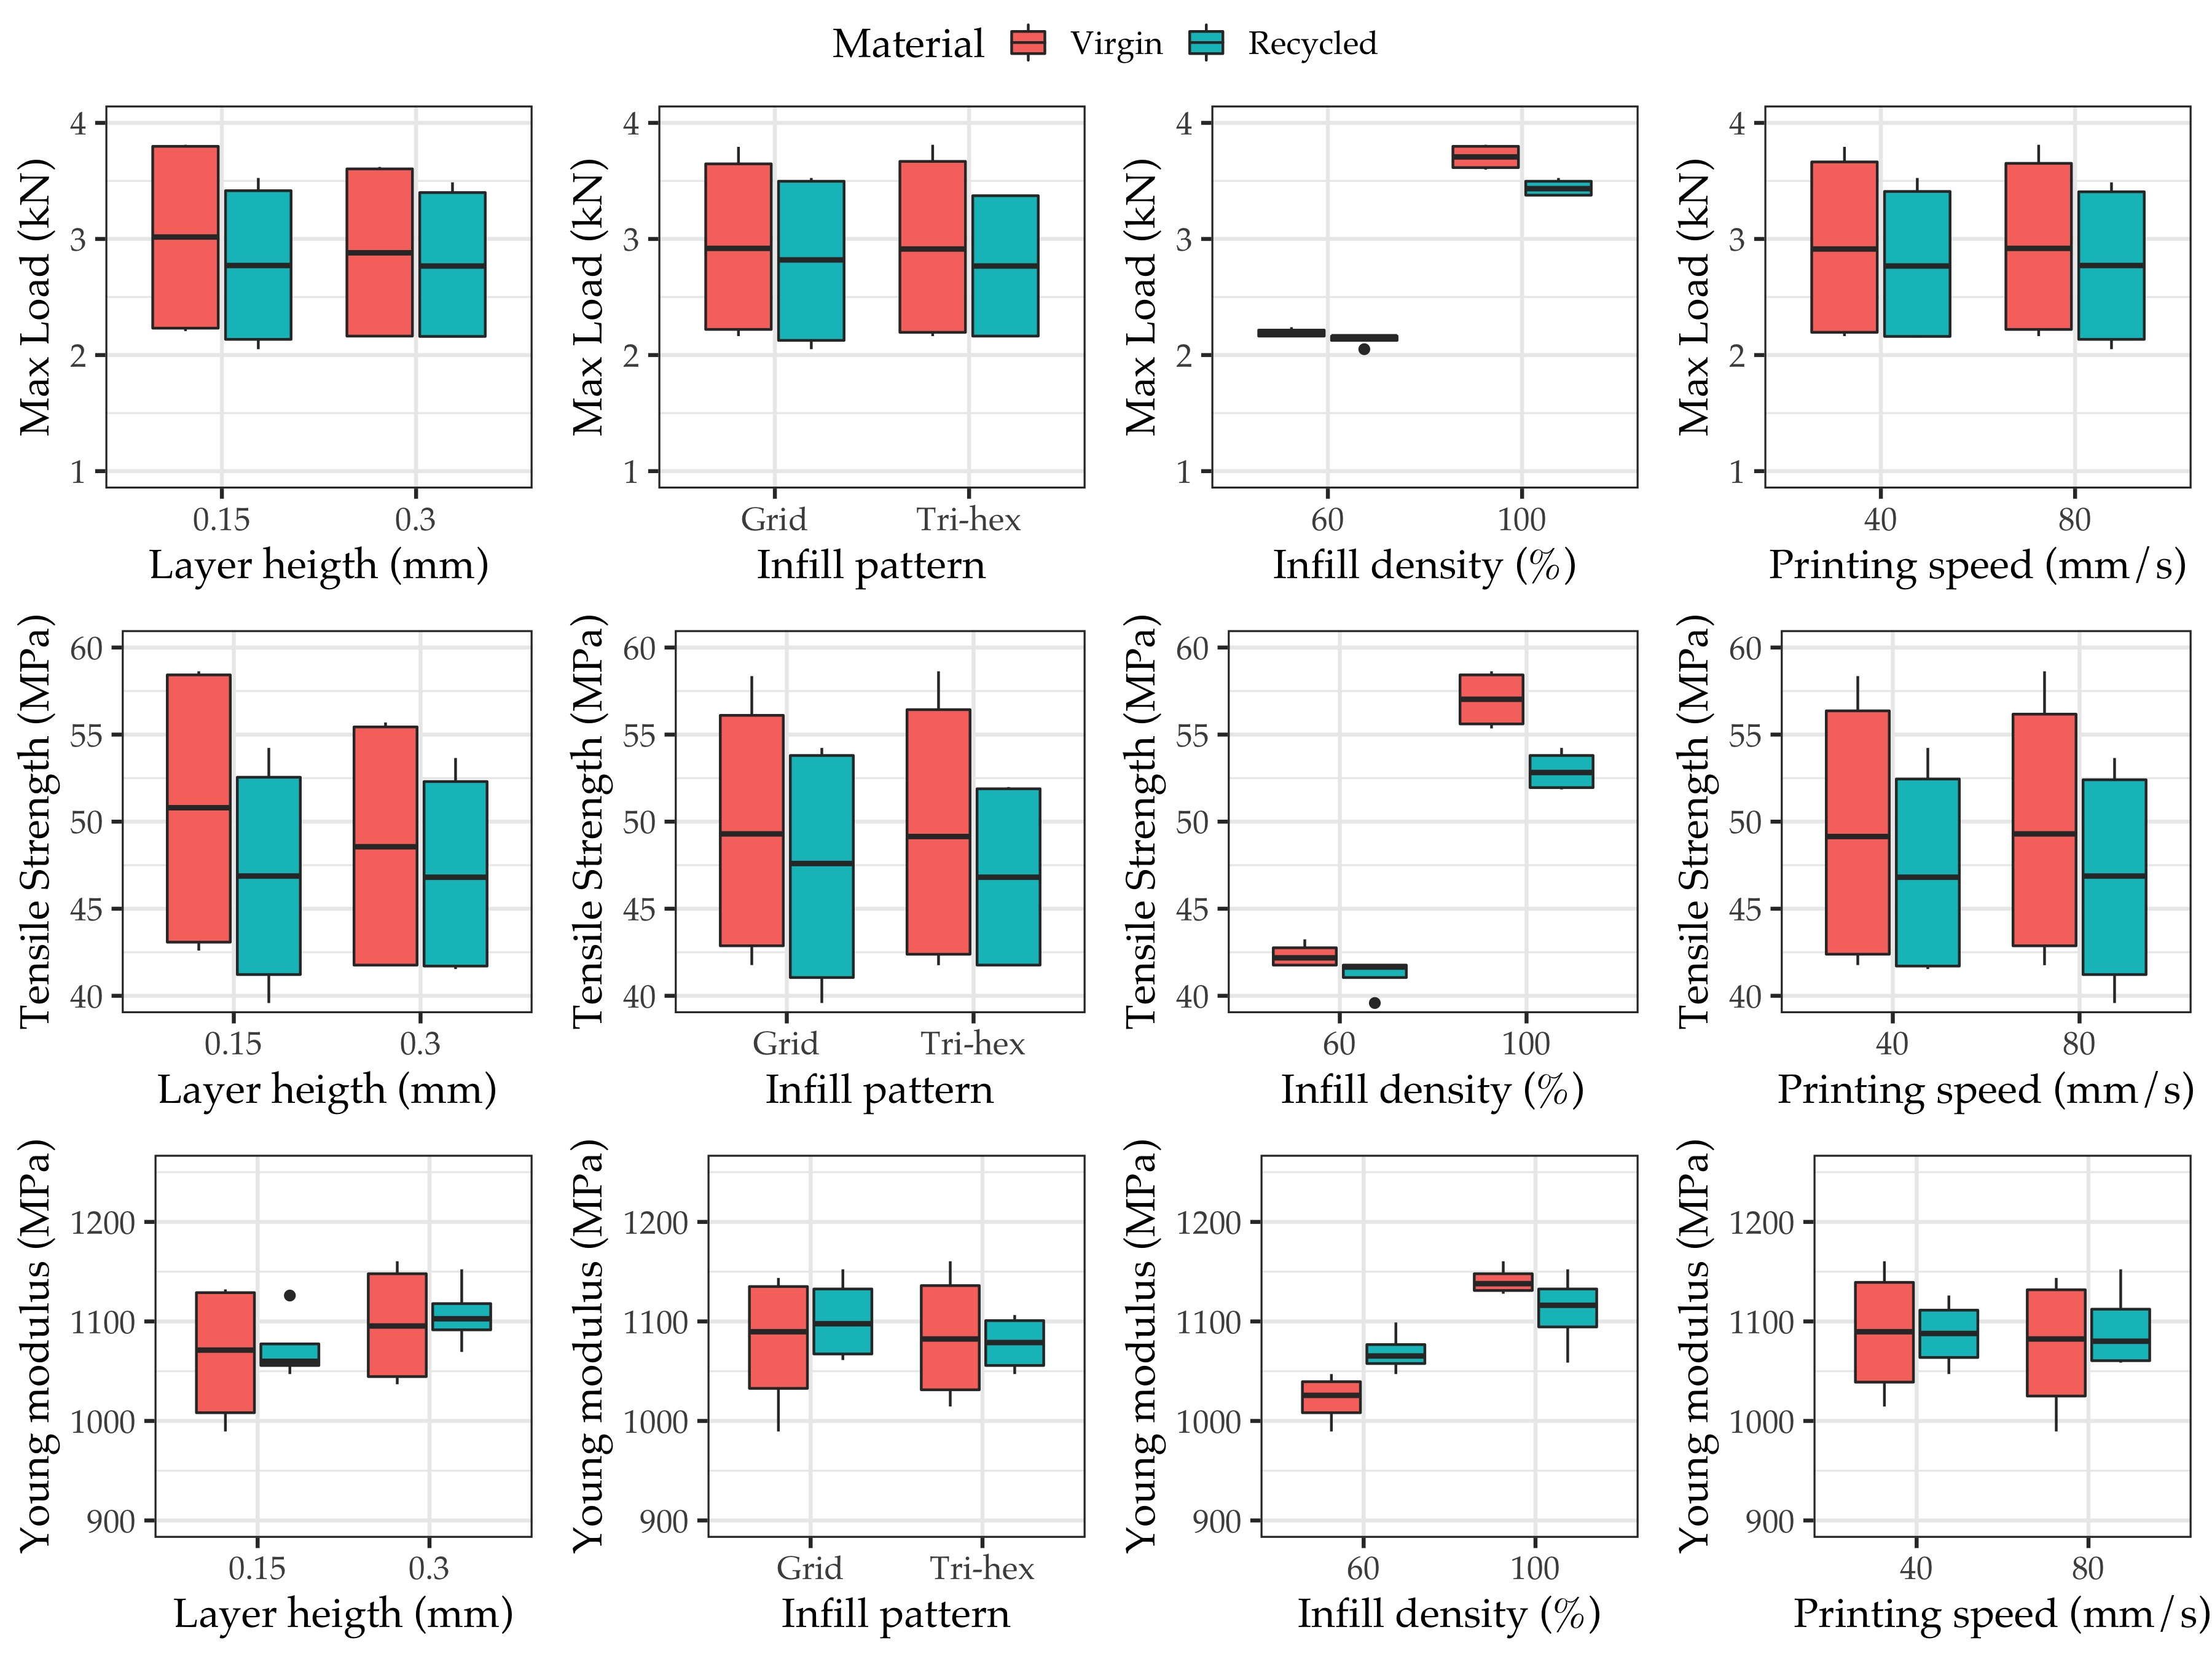 Material Virgin Recycled
Max Load (kN)
4
3
2
1
0.15 0.3
Layer heigth (mm)
Max Load (kN)
4
3
2
1
Grid Tri-hex
Infill pattern
Max Load (kN)
4
3
2
1
60 100
Infill density (%)
Max Load (kN)
4
3
2
1
40 80
Printing speed (mm/s)
Tensile Strength (MPa)
60
55
50
45
40
0.15 0.3
Layer heigth (mm)
Tensile Strength (MPa)
60
55
50
45
40
Grid Tri-hex
Infill pattern
Tensile Strength (MPa)
60
55
50
45
40
60 100
Infill density (%)
Tensile Strength (MPa)
60
55
50
45
40
40 80
Printing speed (mm/s)
Young modulus (MPa)
1200
1100
1000
900
0.15 0.3
Layer heigth (mm)
Young modulus (MPa)
1200
1100
1000
900
Grid Tri-hex
Infill pattern
Young modulus (MPa)
1200
1100
1000
900
60 100
Infill density (%)
Young modulus (MPa)
1200
1100
1000
900
40 80
Printing speed (mm/s)